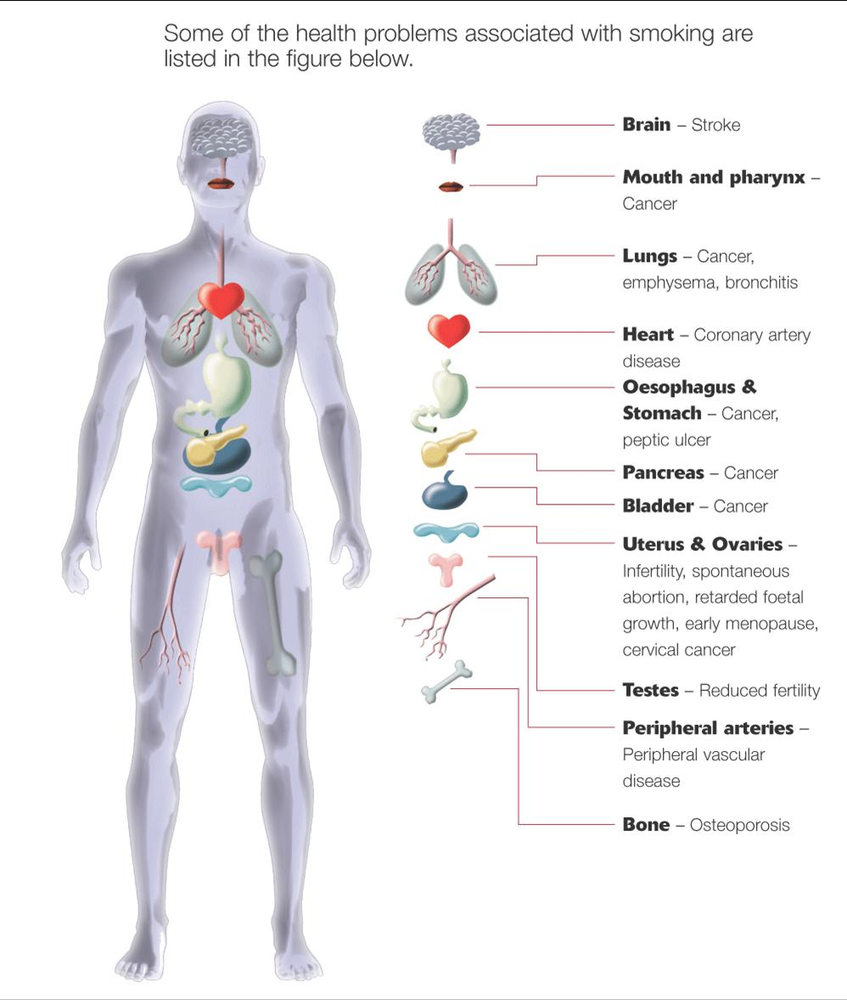 Some of the health problems associated with smoking are
listed in the figure below.
Brain – Stroke
Mouth and pharynx –
Cancer
Lungs – Cancer,
emphysema, bronchitis
Heart – Coronary artery
disease
Oesophagus &
Stomach – Cancer,
peptic ulcer
Pancreas – Cancer
Bladder – Cancer
Uterus & Ovaries –
Infertility, spontaneous
abortion, retarded foetal
growth, early menopause,
cervical cancer
Testes – Reduced fertility
Peripheral arteries –
Peripheral vascular
disease
Bone – Osteoporosis